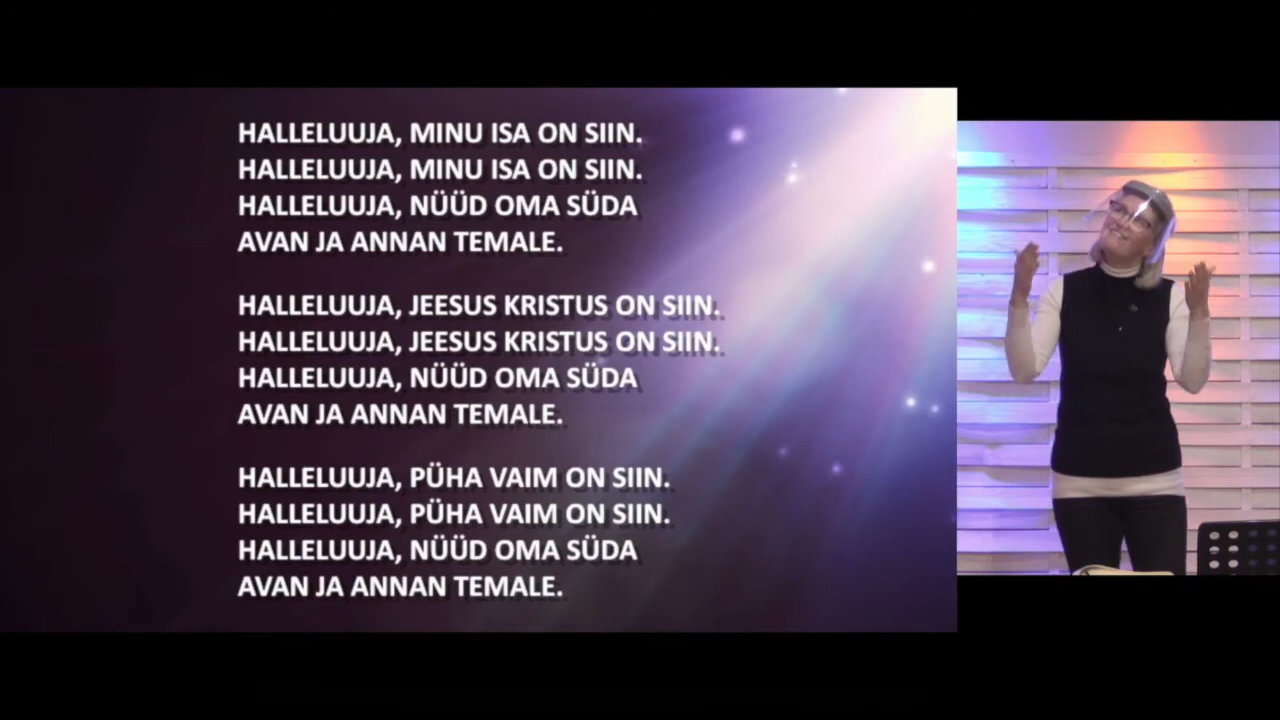 HALLELUUJA, MINU ISA ON SIIN.
HALLELUUJA, MINU ISA ON SIIN.
HALLELUUJA, NÜÜD OMA SÜDA
AVAN JA ANNAN TEMALE.
HALLELUUJA, JEESUS KRISTUS ON SIIN.
HALLELUUJA, JEESUS KRISTUS ON SIIN.
HALLELUUJA, NÜÜD OMA SÜDA
AVAN JA ANNAN TEMALE.
HALLELUUJA, PÜHA VAIM ON SIIN.
HALLELUUJA, PÜHA VAIM ON SIIN.
HALLELUUJA, NÜÜD OMA SÜDA
AVAN JA ANNAN TEMALE.